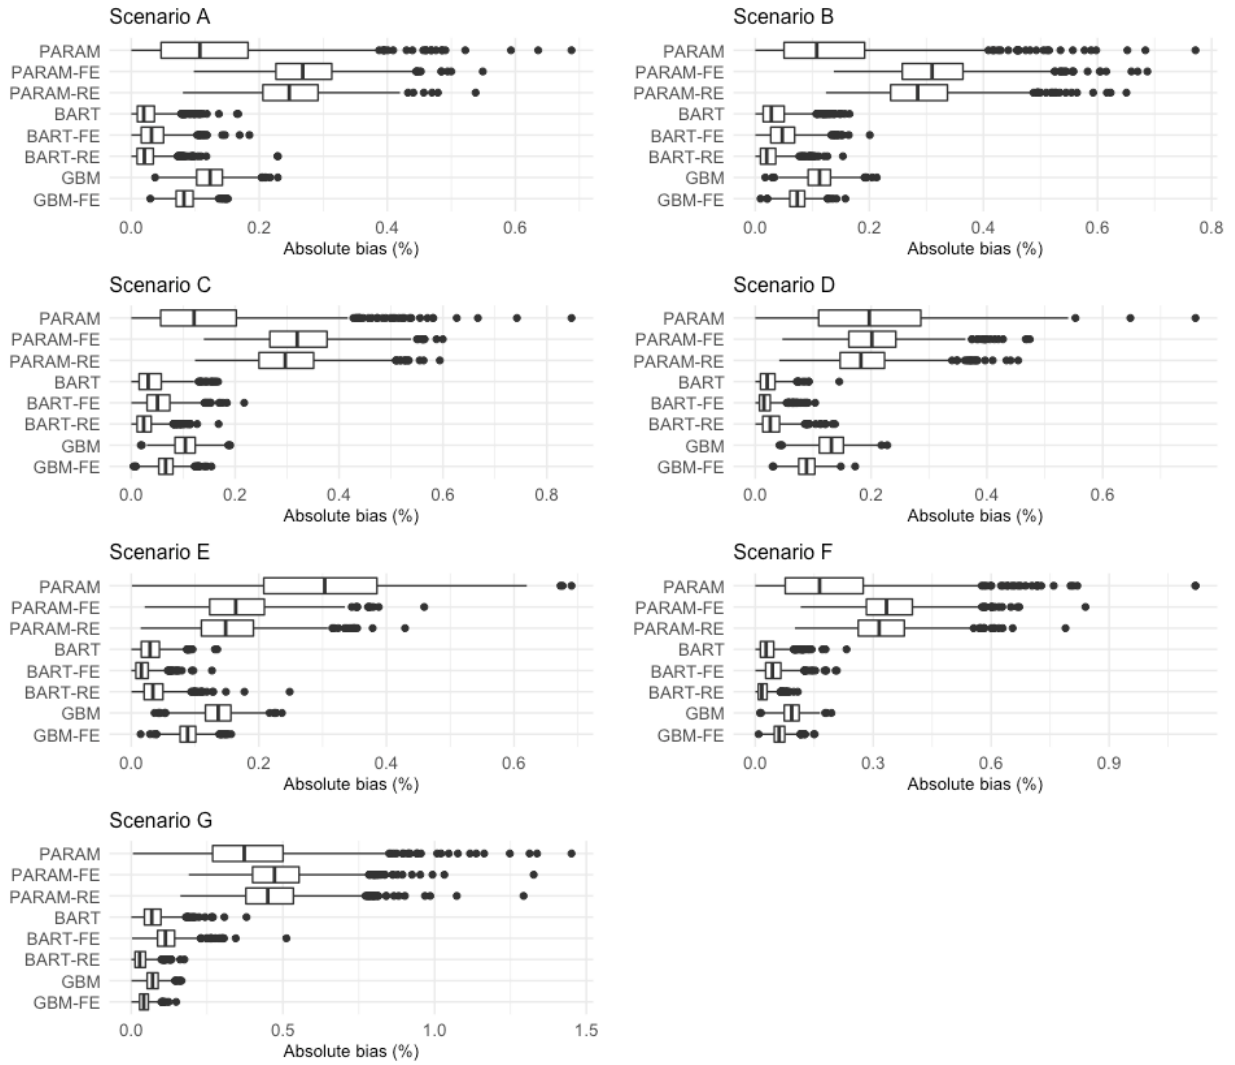 Scenario A
PARAM
PARAM-FE
PARAM-RE
BART
BART-FE
BART-RE
GBM
GBM-FE
0.0 0.2 0.4 0.6
Absolute bias (%)
Scenario B
PARAM
PARAM-FE
PARAM-RE
BART
BART-FE
BART-RE
GBM
GBM-FE
0.0 0.2 0.4 0.6 0.8
Absolute bias (%)
Scenario C
PARAM
PARAM-FE
PARAM-RE
BART
BART-FE
BART-RE
GBM
GBM-FE
0.0 0.2 0.4 0.6 0.8
Absolute bias (%)
Scenario D
PARAM
PARAM-FE
PARAM-RE
BART
BART-FE
BART-RE
GBM
GBM-FE
0.0 0.2 0.4 0.6
Absolute bias (%)
Scenario E
PARAM
PARAM-FE
PARAM-RE
BART
BART-FE
BART-RE
GBM
GBM-FE
0.0 0.2 0.4 0.6
Absolute bias (%)
Scenario F
PARAM
PARAM-FE
PARAM-RE
BART
BART-FE
BART-RE
GBM
GBM-FE
0.0 0.3 0.6 0.9
Absolute bias (%)
Scenario G
PARAM
PARAM-FE
PARAM-RE
BART
BART-FE
BART-RE
GBM
GBM-FE
0.0 0.5 1.0 1.5
Absolute bias (%)